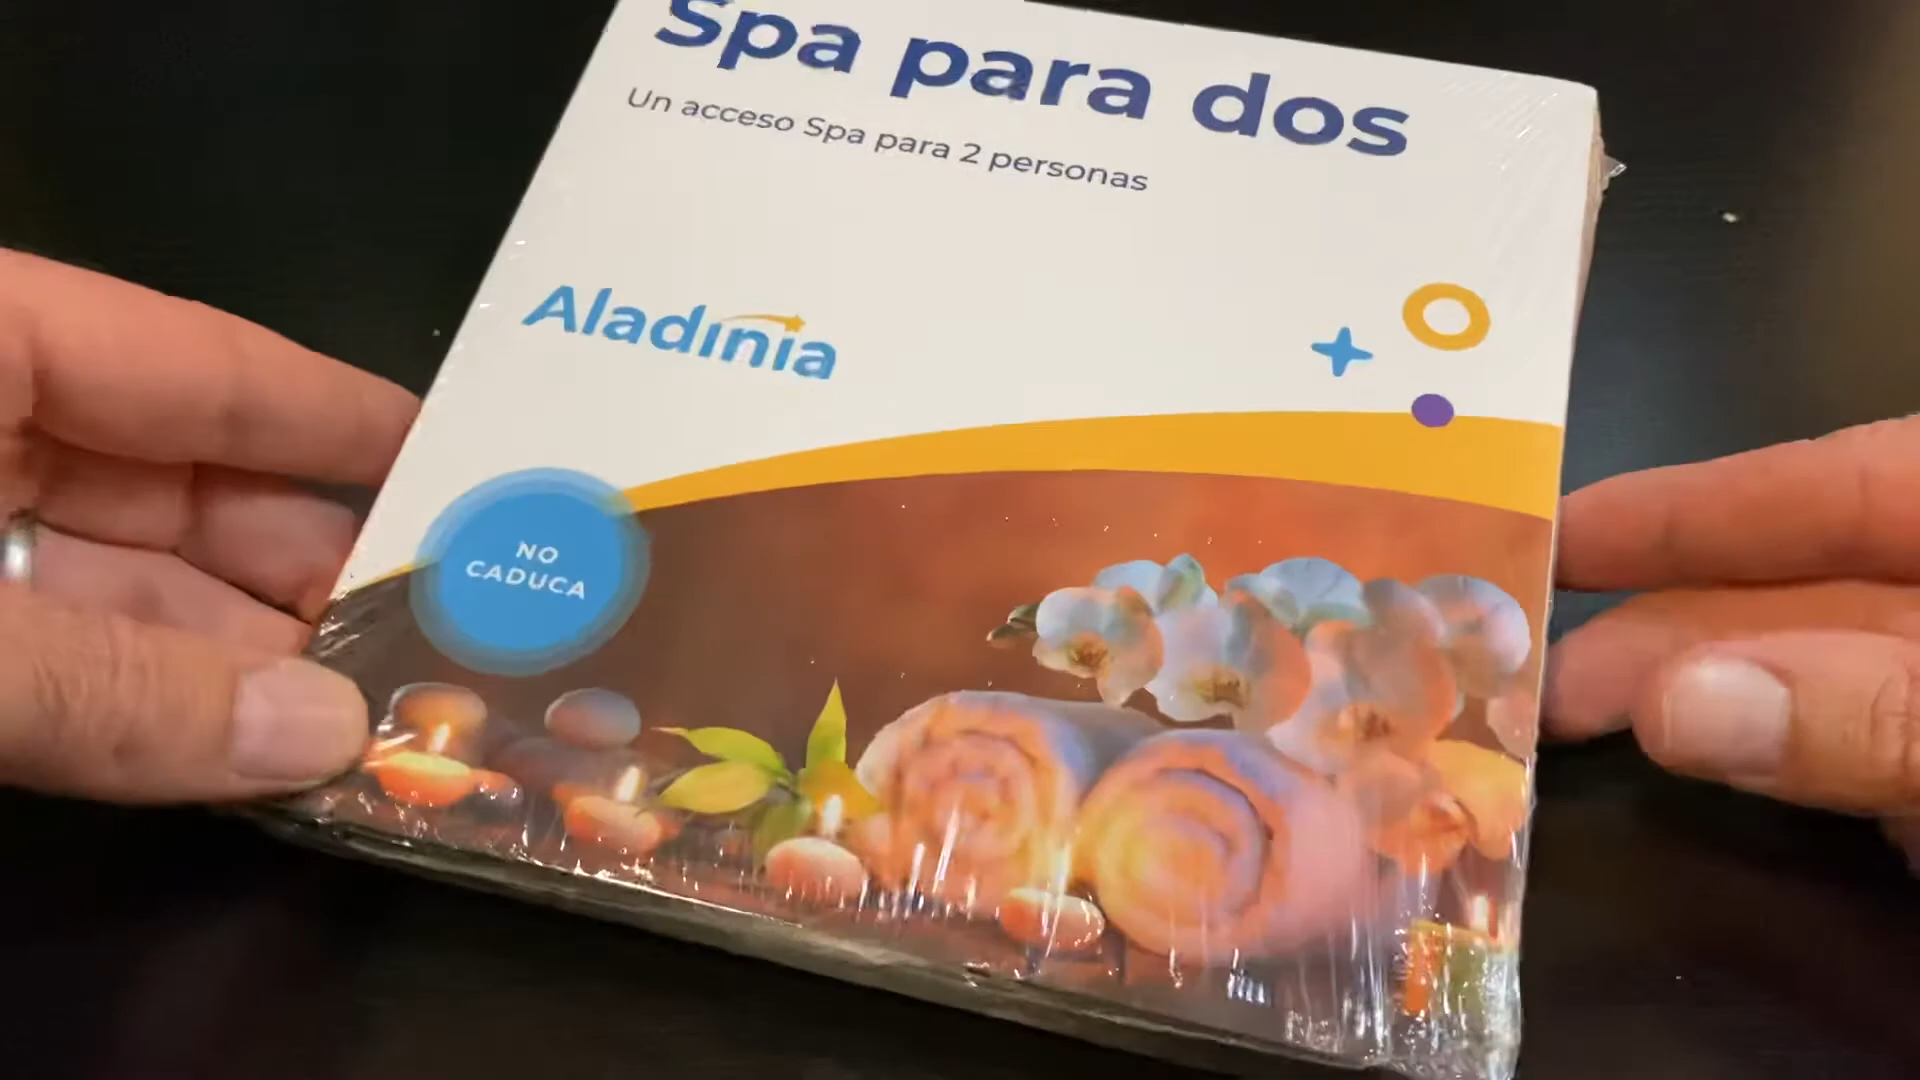 Spa para dos
Un acceso Spa para 2 personas
Aladinia
NO
CADUCA